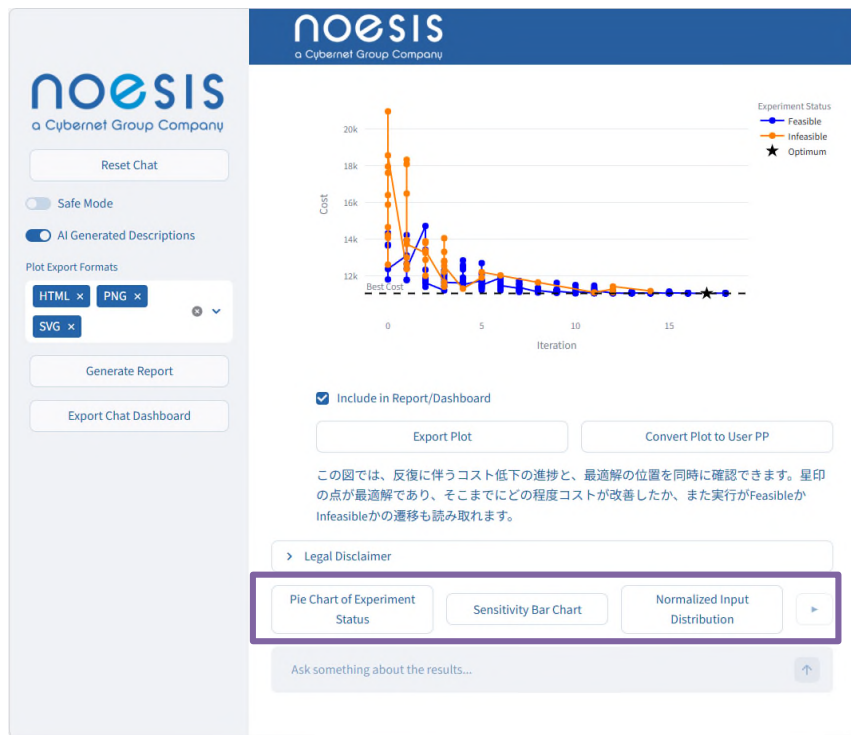 noesis
a Cybernet Group Company
noesis
a Cybernet Group Company
Reset Chat
Safe Mode
AI Generated Descriptions
Plot Export Formats
HTML ×
PNG ×
SVG ×
Generate Report
Export Chat Dashboard
Experiment Status
Feasible
Infeasible
Optimum
20k
18k
16k
14k
12k
Cost
Best Cost
0
5
10
15
Iteration
Include in Report/Dashboard
Export Plot
Convert Plot to User PP
この図では、反復に伴うコスト低下の進捗と、最適解の位置を同時に確認できます。星印
の点が最適解であり、そこまでにどの程度コストが改善したか、また実行がFeasibleか
Infeasibleかの遷移も読み取れます。
Legal Disclaimer
Pie Chart of Experiment
Status
Sensitivity Bar Chart
Normalized Input
Distribution
Ask something about the results...